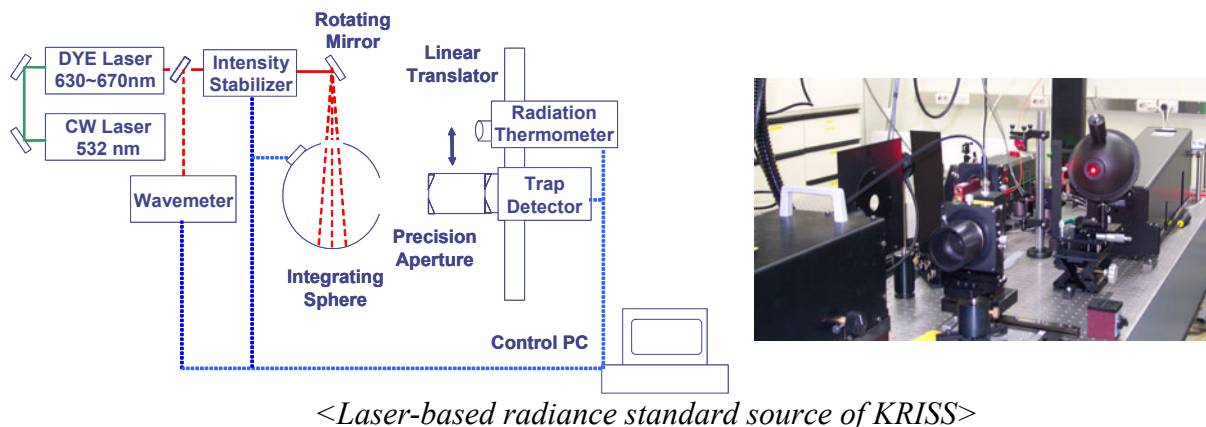 Rotating
Mirror
DYE Laser
630~670nm
Intensity
Stabilizer
Linear
Translator
CW Laser
532 nm
Radiation
Thermometer
Wavemeter
Trap
Detector
Precision
Aperture
Integrating
Sphere
Control PC
<Laser-based radiance standard source of KRISS>